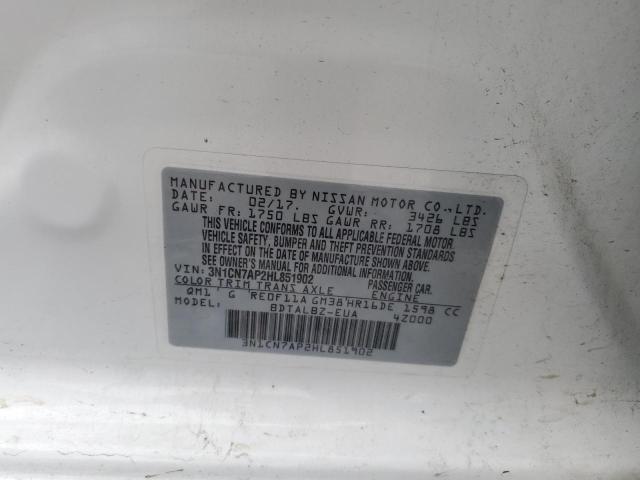 MANUFACTURED BY NISSAN MOTOR CO., LTD.
DATE: 02/17. GVWR: 3426 LBS
GAWR FR: 1750 LBS GAWR RR: 1708 LBS
THIS VEHICLE CONFORMS TO ALL APPLICABLE FEDERAL MOTOR
VEHICLE SAFETY, BUMPER AND THEFT PREVENTION STANDARDS
IN EFFECT ON THE DATE OF MANUFACTURE SHOWN ABOVE.
SEE OWNER'S MANUAL FOR ADDITIONAL INFORMATION.
VIN: 3N1CN7AP2HL851902 PASSENGER CAR.
COLOR TRIM TRANS AXLE ENGINE
QM1' G RE0F11A GM38'HR16DE 1598 CC
MODEL: BDTALBZ-EUA 4Z000
3N1CN7AP2HL851902